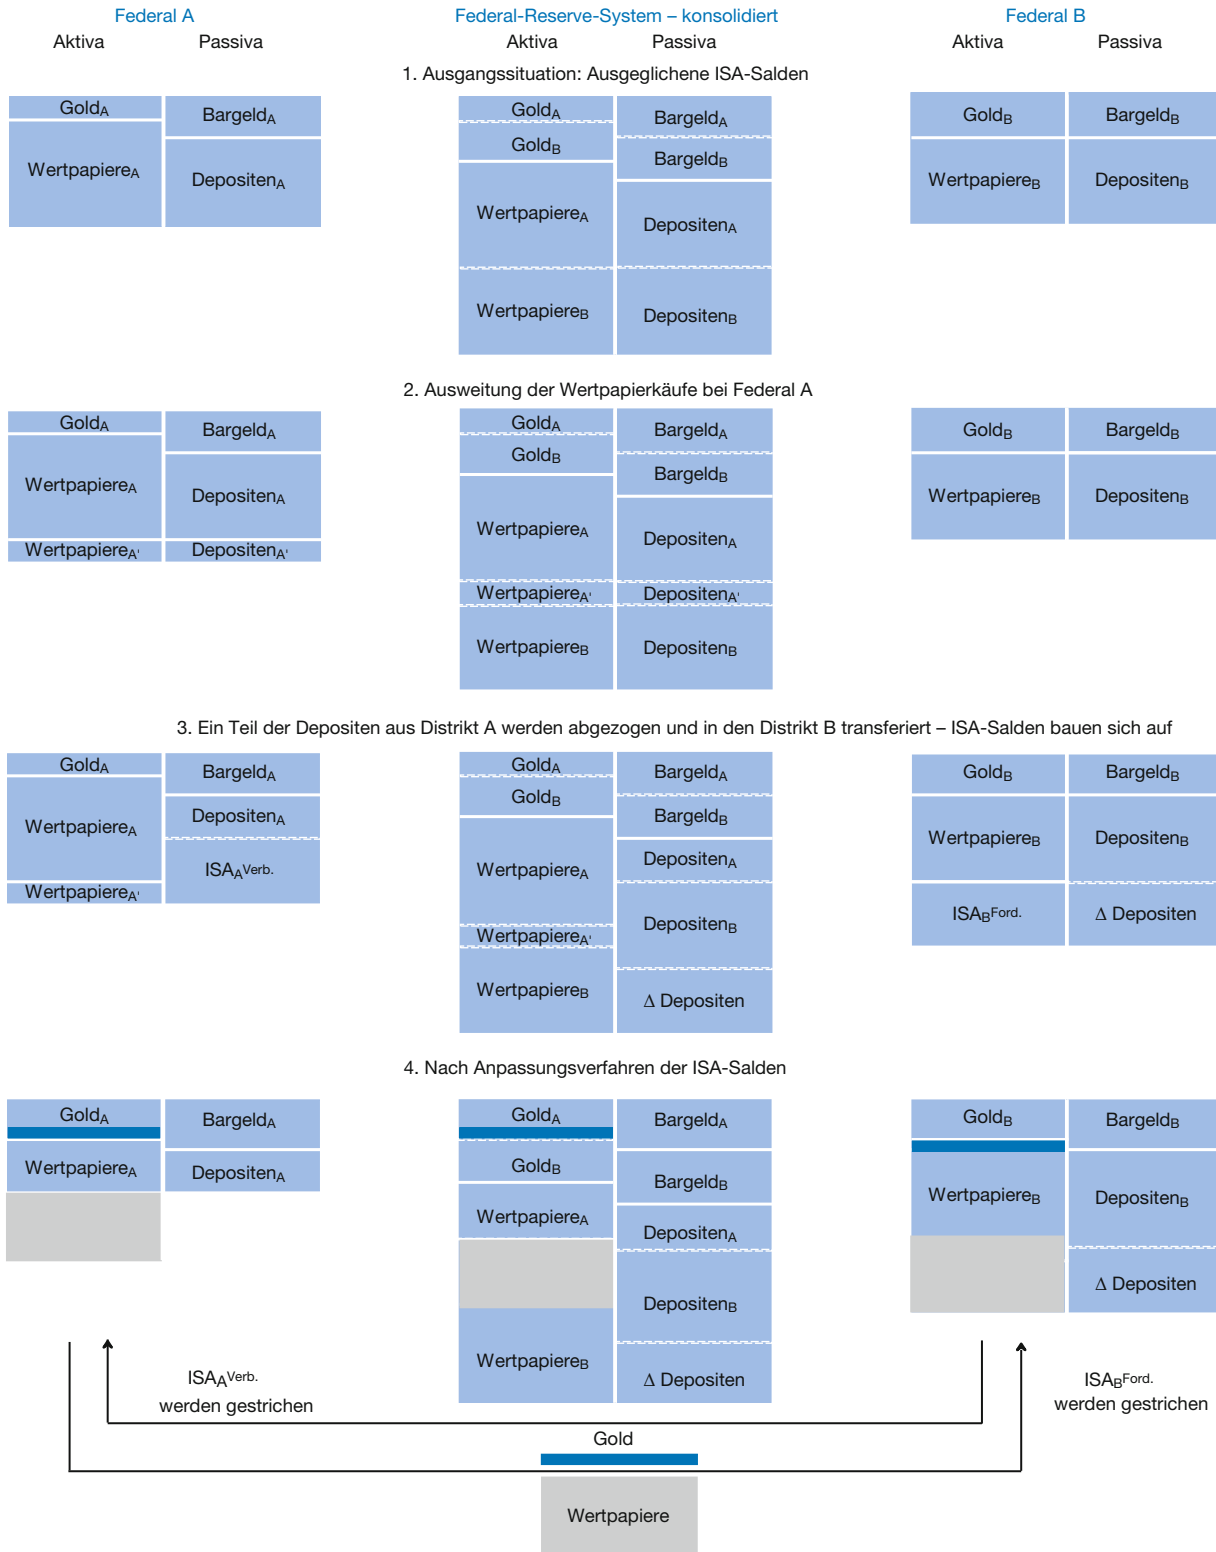 Federal A
Federal-Reserve-System – konsolidiert
Federal B
Aktiva
Passiva
Aktiva
Passiva
Aktiva
Passiva
1. Ausgangssituation: Ausgeglichene ISA-Salden
GoldA
WertpapiereA
BargeldA
DepositenA
GoldA
GoldB
WertpapiereA
WertpapiereB
BargeldA
BargeldB
DepositenA
DepositenB
GoldB
WertpapiereB
BargeldB
DepositenB
2. Ausweitung der Wertpapierkäufe bei Federal A
GoldA
WertpapiereA
WertpapiereA'
BargeldA
DepositenA
DepositenA'
GoldA
GoldB
WertpapiereA
WertpapiereA'
WertpapiereB
BargeldA
BargeldB
DepositenA
DepositenA'
DepositenB
GoldB
WertpapiereB
BargeldB
DepositenB
3. Ein Teil der Depositen aus Distrikt A werden abgezogen und in den Distrikt B transferiert – ISA-Salden bauen sich auf
GoldA
WertpapiereA
WertpapiereA'
BargeldA
DepositenA
ISAAVerb.
GoldA
GoldB
WertpapiereA
WertpapiereA'
WertpapiereB
BargeldA
BargeldB
DepositenA
DepositenB
Δ Depositen
GoldB
WertpapiereB
ISABFord.
BargeldB
DepositenB
Δ Depositen
4. Nach Anpassungsverfahren der ISA-Salden
GoldA
WertpapiereA
BargeldA
DepositenA
GoldA
GoldB
WertpapiereA
WertpapiereB
BargeldA
BargeldB
DepositenA
DepositenB
Δ Depositen
GoldB
WertpapiereB
BargeldB
DepositenB
Δ Depositen
ISAAVerb.
werden gestrichen
ISABFord.
werden gestrichen
Gold
Wertpapiere